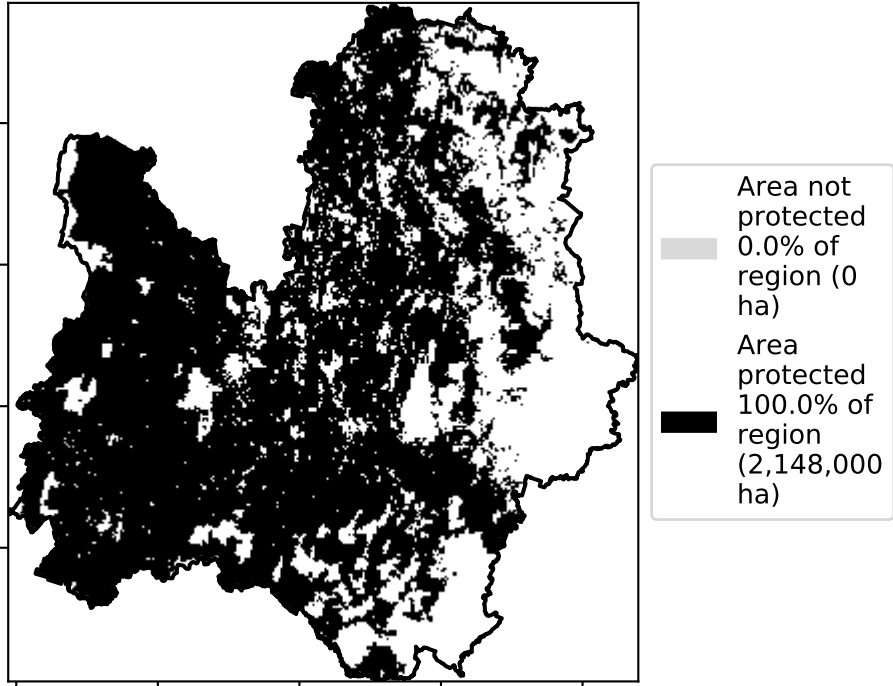 Area not
protected
0.0% of
region (0
ha)
Area
protected
100.0% of
region
(2,148,000
ha)